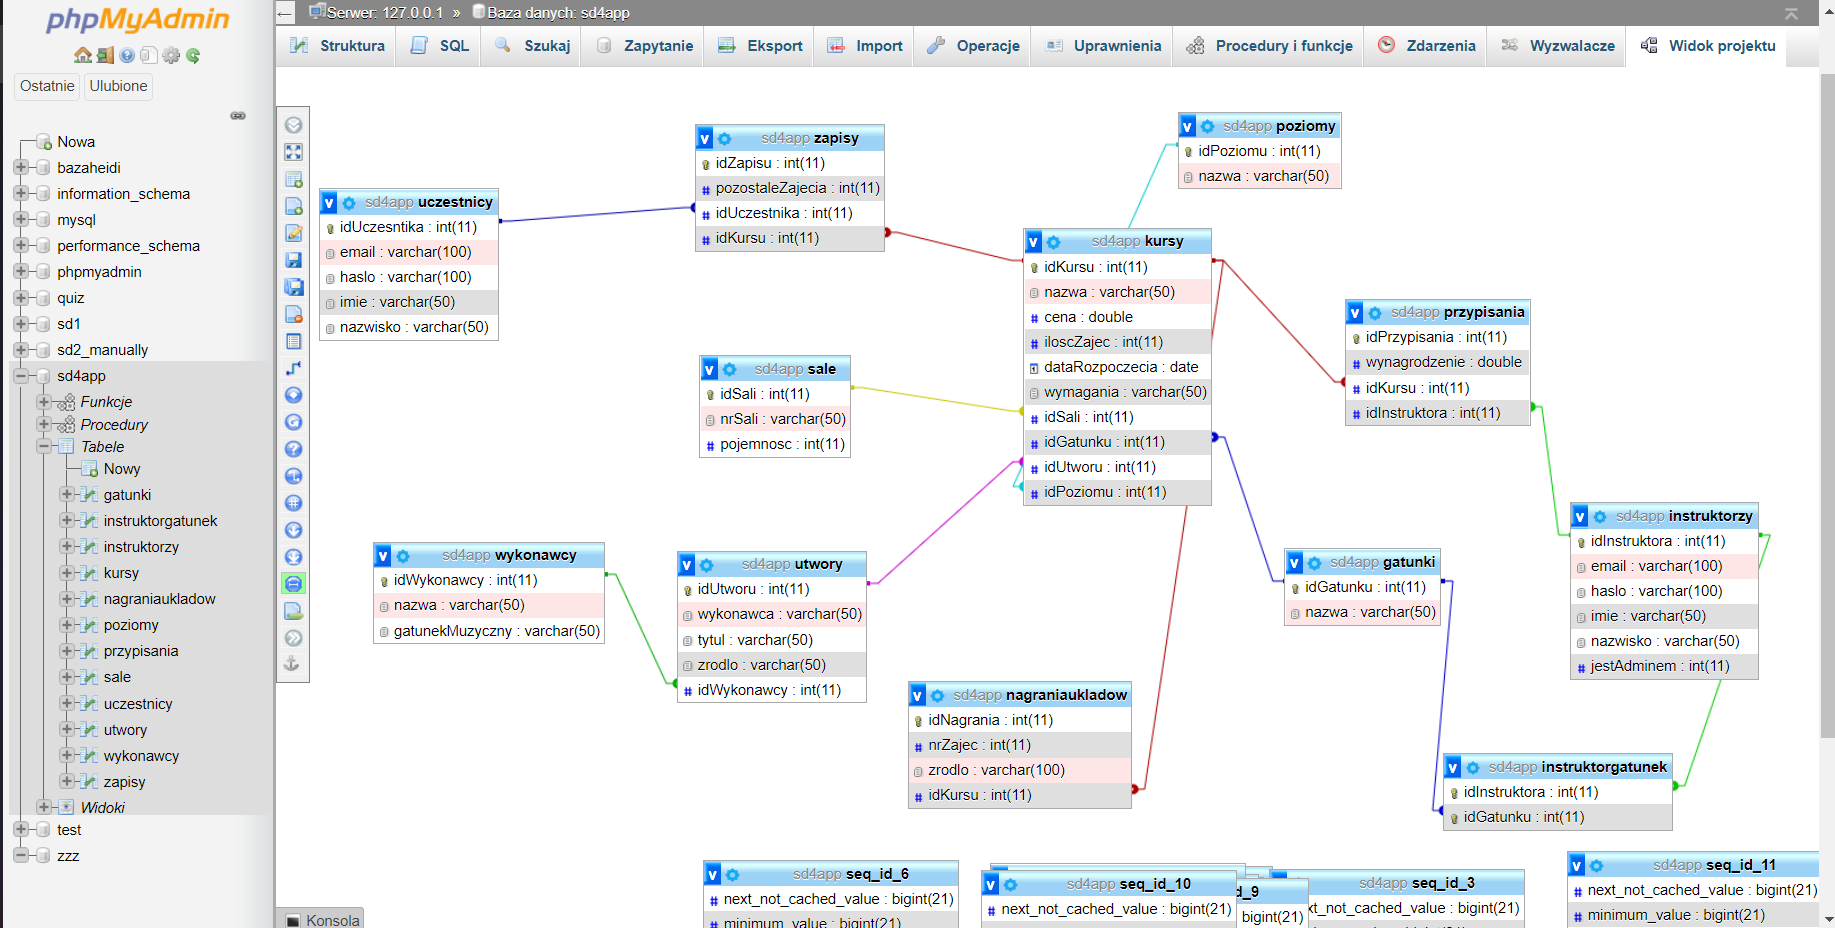 phpMyAdmin
Ostatnie
Ulubione
Nowa
bazaheidi
information_schema
mysql
performance_schema
phpmyadmin
quiz
sd1
sd2_manually
sd4app
Funkcje
Procedury
Tabele
Nowy
gatunki
instruktorgatunek
instruktorzy
kursy
nagraniaukladow
poziomy
przypisania
sale
uczestnicy
utwory
wykonawcy
zapisy
Widoki
test
zzz
Serwer: 127.0.0.1 » Baza danych: sd4app
Struktura SQL Szukaj Zapytanie Eksport Import Operacje Uprawnienia Procedury i funkcje Zdarzenia Wyzwalacze Widok projektu
v sd4app uczestnicy
idUczesntika : int(11)
email : varchar(100)
haslo : varchar(100)
imie : varchar(50)
nazwisko : varchar(50)
v sd4app zapisy
idZapisu : int(11)
# pozostaleZajecia : int(11)
# idUczestnika : int(11)
# idKursu : int(11)
v sd4app poziomy
idPoziomu : int(11)
nazwa : varchar(50)
v sd4app kursy
idKursu : int(11)
nazwa : varchar(50)
# cena : double
# iloscZajec : int(11)
dataRozpoczecia : date
wymagania : varchar(50)
# idSali : int(11)
# idGatunku : int(11)
# idUtworu : int(11)
# idPoziomu : int(11)
v sd4app przypisania
idPrzypisania : int(11)
# wynagrodzenie : double
# idKursu : int(11)
# idInstruktora : int(11)
v sd4app sale
idSali : int(11)
nrSali : varchar(50)
# pojemnosc : int(11)
v sd4app wykonawcy
idWykonawcy : int(11)
nazwa : varchar(50)
gatunekMuzyczny : varchar(50)
v sd4app utwory
idUtworu : int(11)
wykonawca : varchar(50)
tytul : varchar(50)
zrodlo : varchar(50)
# idWykonawcy : int(11)
v sd4app gatunki
idGatunku : int(11)
nazwa : varchar(50)
v sd4app instruktorzy
idInstruktora : int(11)
email : varchar(100)
haslo : varchar(100)
imie : varchar(50)
nazwisko : varchar(50)
# jestAdminem : int(11)
v sd4app nagraniaukladow
idNagrania : int(11)
# nrZajec : int(11)
zrodlo : varchar(100)
# idKursu : int(11)
v sd4app instruktorgatunek
idInstruktora : int(11)
idGatunku : int(11)
v sd4app seq_id_6
# next_not_cached_value : bigint(21)
# minimum_value : bigint(21)
v sd4app seq_id_10
# next_not_cached_value : bigint(21)
d_9
bigint(21)
sd4app seq_id_3
xt_not_cached_value : bigint(21)
v sd4app seq_id_11
# next_not_cached_value : bigint(21)
# minimum_value : bigint(21)
Konsola